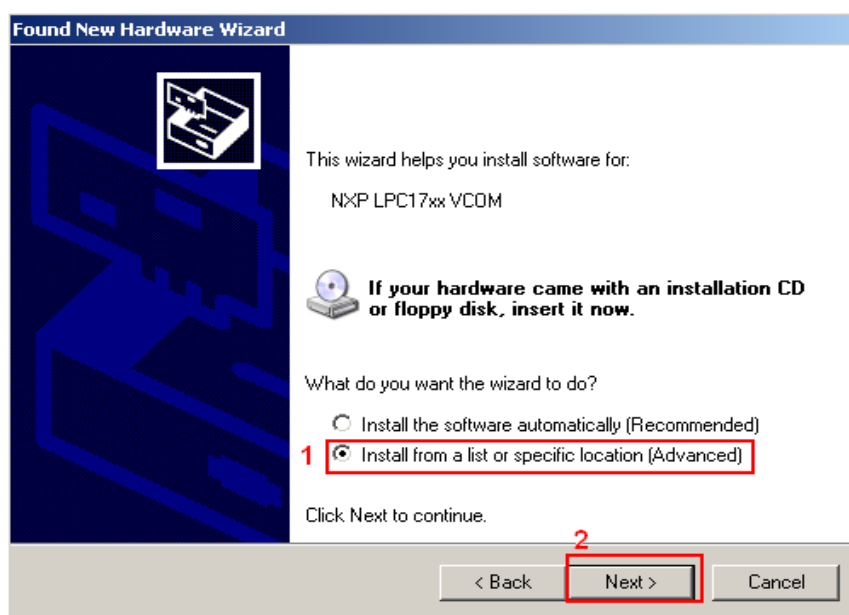 Found New Hardware Wizard
This wizard helps you install software for:
NXP LPC17xx VCOM
If your hardware came with an installation CD
or floppy disk, insert it now.
What do you want the wizard to do?
Install the software automatically (Recommended)
1 Install from a list or specific location (Advanced)
Click Next to continue.
2
< Back Next > Cancel